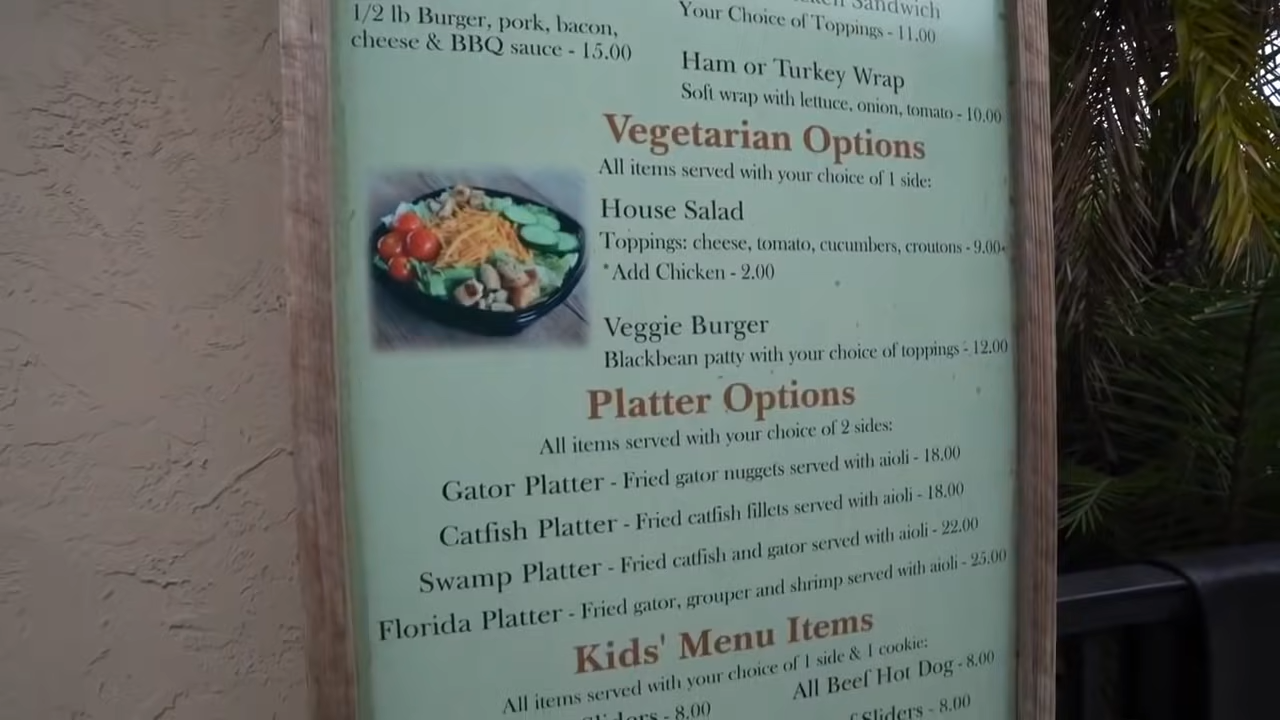 1/2 lb Burger, pork, bacon,
cheese & BBQ sauce - 15.00
Sandwich
Your Choice of Toppings - 11.00
Ham or Turkey Wrap
Soft wrap with lettuce, onion, tomato - 10.00
Vegetarian Options
All items served with your choice of 1 side:
House Salad
Toppings: cheese, tomato, cucumbers, croutons - 9.00
*Add Chicken - 2.00
Veggie Burger
Blackbean patty with your choice of toppings - 12.00
Platter Options
All items served with your choice of 2 sides:
Gator Platter - Fried gator nuggets served with aioli - 18.00
Catfish Platter - Fried catfish fillets served with aioli - 18.00
Swamp Platter - Fried catfish and gator served with aioli - 22.00
Florida Platter - Fried gator, grouper and shrimp served with aioli - 25.00
Kids' Menu Items
All items served with your choice of 1 side & 1 cookie:
All Beef Hot Dog - 8.00
Sliders - 8.00
Sliders - 8.00